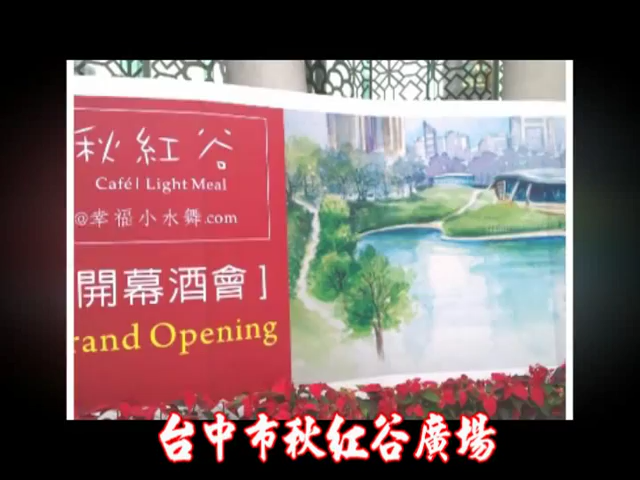 秋紅谷
Café | Light Meal
@幸福小水舞.com
開幕酒會]
rand Opening
台中市秋紅谷廣場